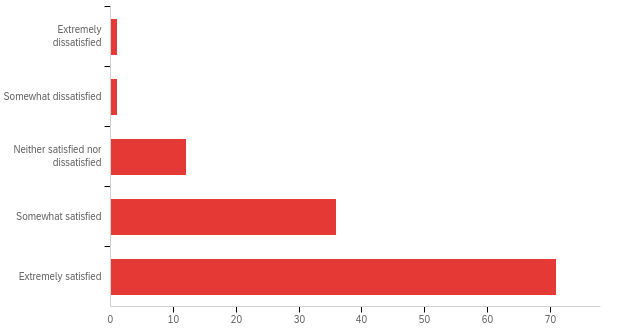 Extremely
dissatisfied
Somewhat dissatisfied
Neither satisfied nor
dissatisfied
Somewhat satisfied
Extremely satisfied
0 10 20 30 40 50 60 70